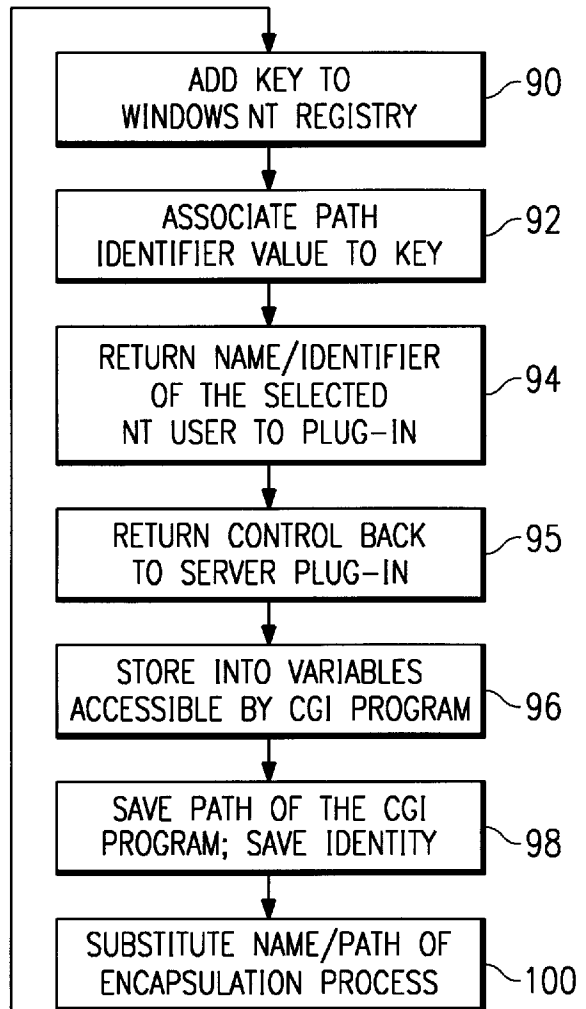 ADD KEY TO
WINDOWS NT REGISTRY
90
ASSOCIATE PATH
IDENTIFIER VALUE TO KEY
92
RETURN NAME/IDENTIFIER
OF THE SELECTED
NT USER TO PLUG-IN
94
RETURN CONTROL BACK
TO SERVER PLUG-IN
95
STORE INTO VARIABLES
ACCESSIBLE BY CGI PROGRAM
96
SAVE PATH OF THE CGI
PROGRAM; SAVE IDENTITY
98
SUBSTITUTE NAME/PATH OF
ENCAPSULATION PROCESS
100